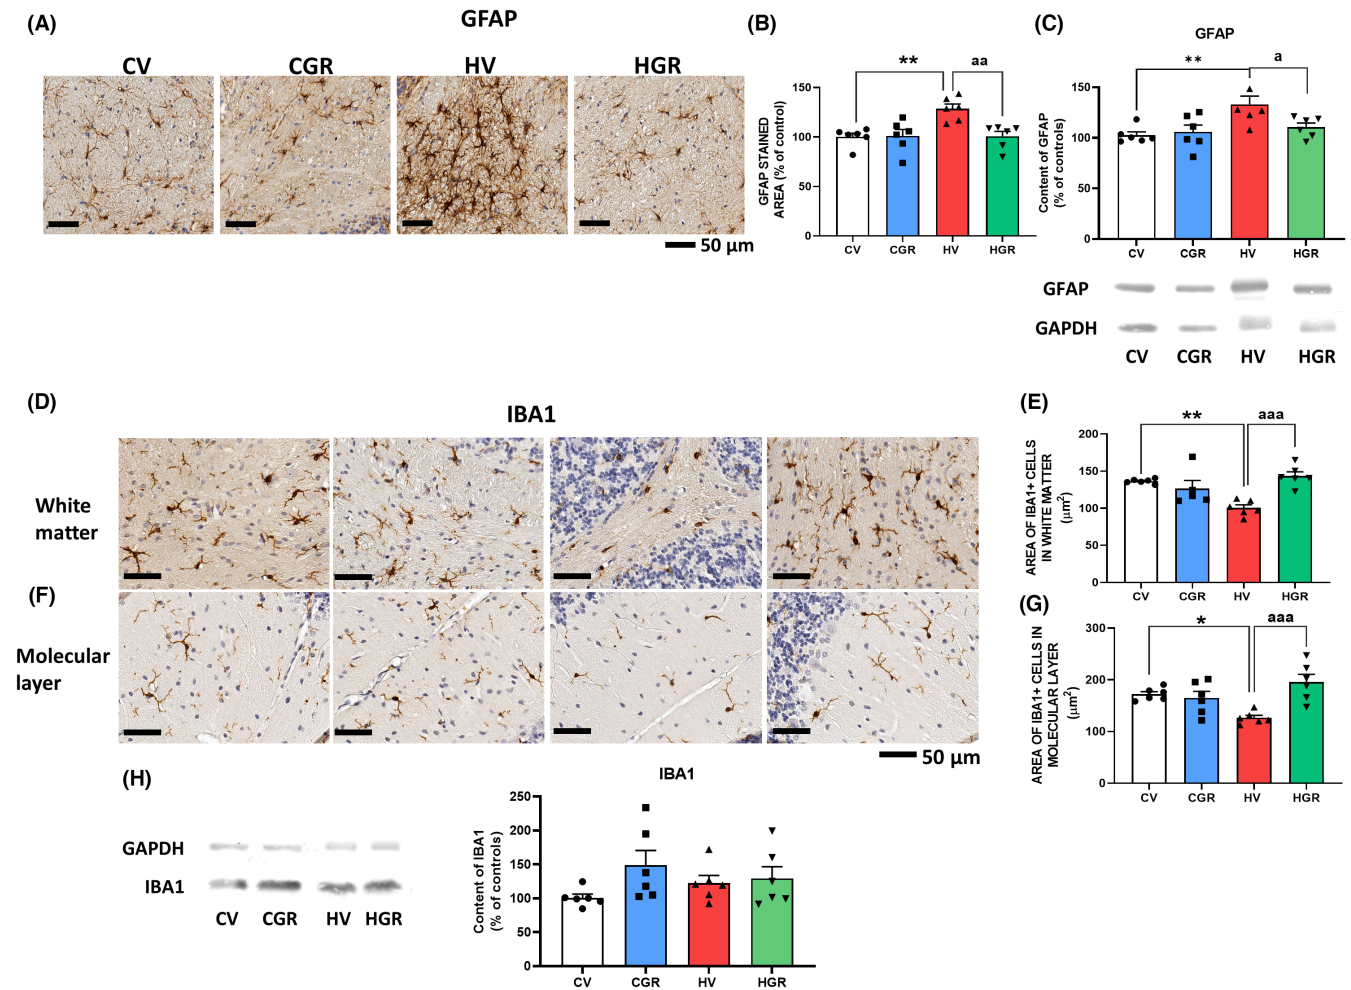 (A)
GFAP
CV
CGR
HV
HGR
50 µm
(B)
**
aa
GFAP STAINED
AREA (% of control)
150
100
50
0
CV
CGR
HV
HGR
(C)
GFAP
**
a
Content of GFAP
(% of controls)
150
100
50
0
CV
CGR
HV
HGR
GFAP
GAPDH
CV
CGR
HV
HGR
(D)
IBA1
White
matter
(E)
**
aaa
AREA OF IBA1+ CELLS
IN WHITE MATTER
(µm²)
200
150
100
50
0
CV
CGR
HV
HGR
(F)
Molecular
layer
50 µm
(G)
*
aaa
AREA OF IBA1+ CELLS IN
MOLECULAR LAYER
(µm²)
300
200
100
0
CV
CGR
HV
HGR
(H)
GAPDH
IBA1
CV
CGR
HV
HGR
IBA1
Content of IBA1
(% of controls)
250
200
150
100
50
0
CV
CGR
HV
HGR